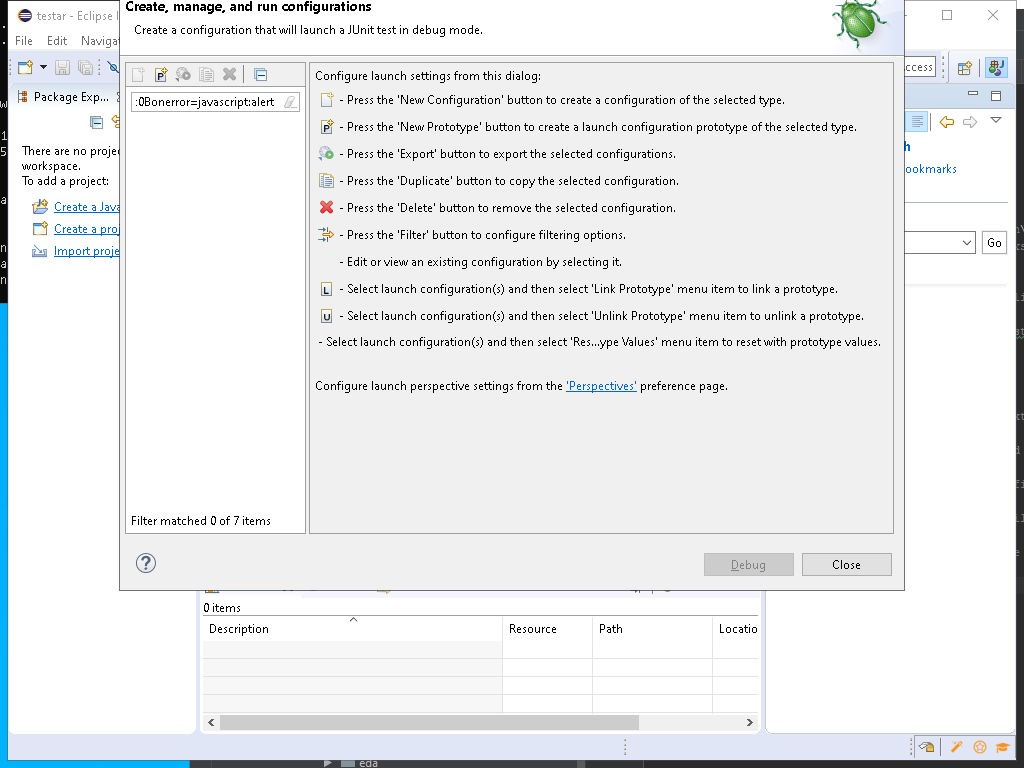 Create, manage, and run configurations
testar - Eclipse I
Create a configuration that will launch a JUnit test in debug mode.
File Edit Naviga
ccess
Package Exp...
:0Bonerror=javascript:alert
There are no proje
workspace.
To add a project:
Create a Java
Create a proj
Import proje
Configure launch settings from this dialog:
- Press the 'New Configuration' button to create a configuration of the selected type.
P - Press the 'New Prototype' button to create a launch configuration prototype of the selected type.
- Press the 'Export' button to export the selected configurations.
- Press the 'Duplicate' button to copy the selected configuration.
- Press the 'Delete' button to remove the selected configuration.
- Press the 'Filter' button to configure filtering options.
- Edit or view an existing configuration by selecting it.
L - Select launch configuration(s) and then select 'Link Prototype' menu item to link a prototype.
U - Select launch configuration(s) and then select 'Unlink Prototype' menu item to unlink a prototype.
- Select launch configuration(s) and then select 'Res...ype Values' menu item to reset with prototype values.
Configure launch perspective settings from the 'Perspectives' preference page.
h
ookmarks
Go
Filter matched 0 of 7 items
Debug
Close
0 items
Description Resource Path Locatio
eda